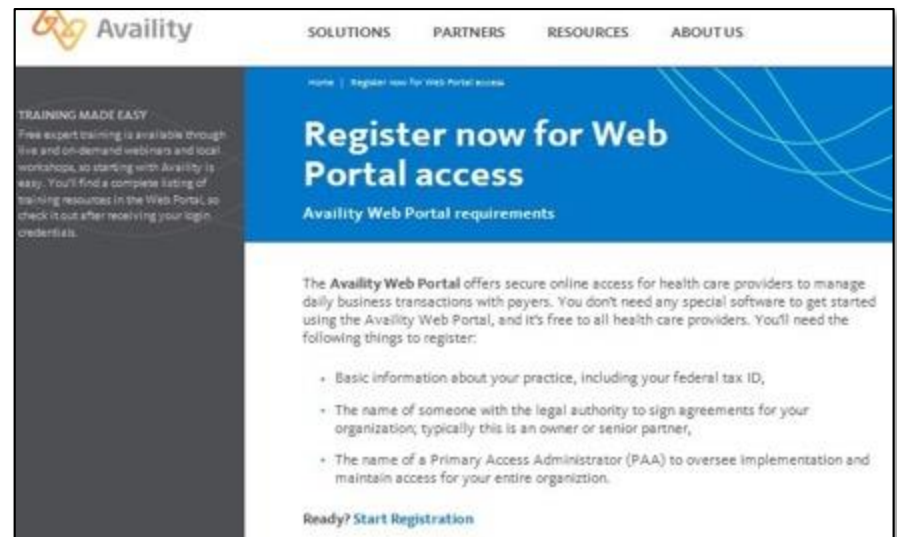 Availity
SOLUTIONS PARTNERS RESOURCES ABOUT US
Home | Register now for Web Portal access
TRAINING MADE EASY
Free expert training is available through
live and on-demand webinars and local
workshops, so starting with Availity is
easy. You'll find a complete listing of
training resources in the Web Portal, so
check it out after receiving your login
credentials.
Register now for Web
Portal access
Availity Web Portal requirements
The Availity Web Portal offers secure online access for health care providers to manage
daily business transactions with payers. You don't need any special software to get started
using the Availity Web Portal, and it's free to all health care providers. You'll need the
following things to register:
• Basic information about your practice, including your federal tax ID,
• The name of someone with the legal authority to sign agreements for your
organization; typically this is an owner or senior partner,
• The name of a Primary Access Administrator (PAA) to oversee implementation and
maintain access for your entire organiztion.
Ready? Start Registration